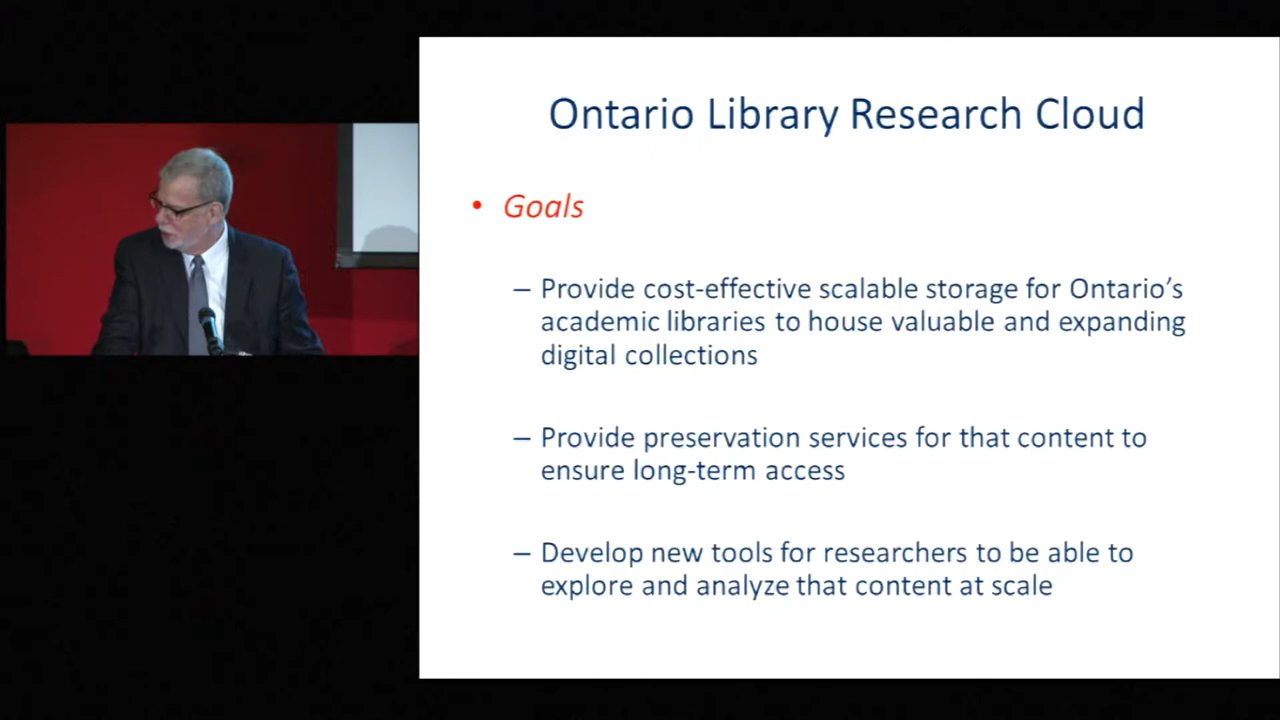 Ontario Library Research Cloud
• Goals
– Provide cost-effective scalable storage for Ontario’s
academic libraries to house valuable and expanding
digital collections
– Provide preservation services for that content to
ensure long-term access
– Develop new tools for researchers to be able to
explore and analyze that content at scale